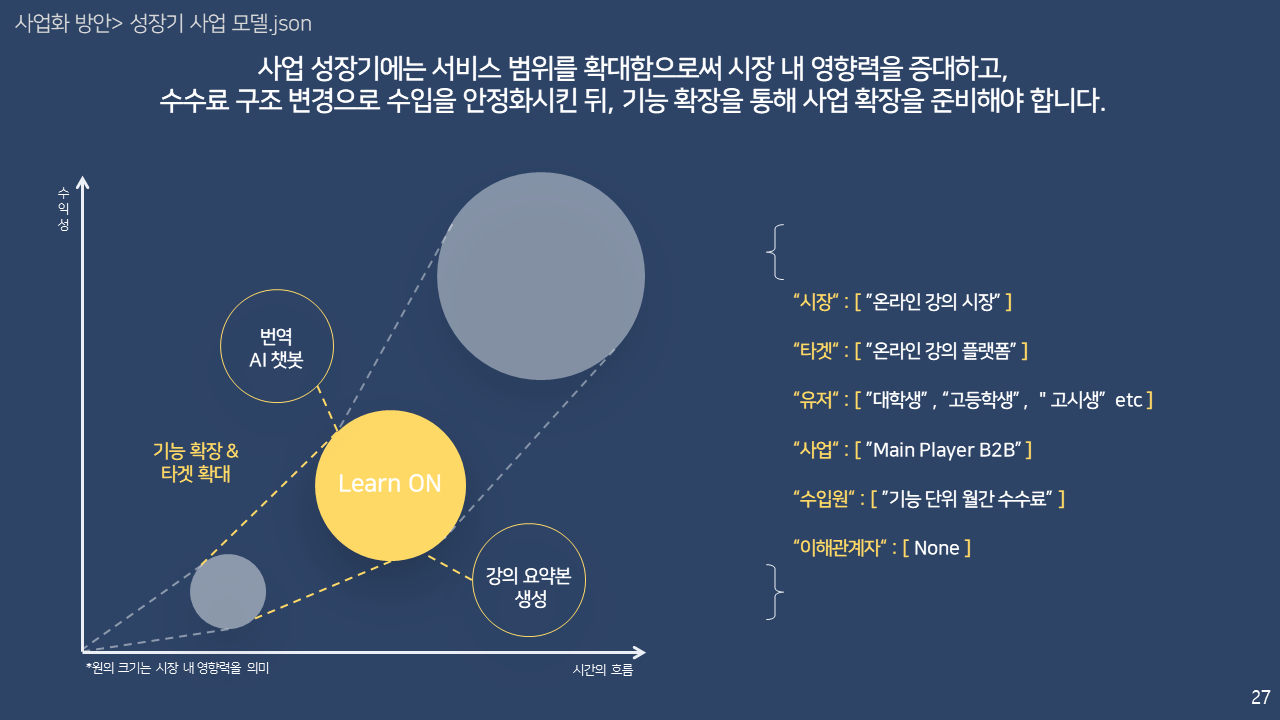 사업화 방안> 성장기 사업 모델.json
사업 성장기에는 서비스 범위를 확대함으로써 시장 내 영향력을 증대하고,
수수료 구조 변경으로 수입을 안정화시킨 뒤, 기능 확장을 통해 사업 확장을 준비해야 합니다.
수
익
성
번역
AI 챗봇
기능 확장 &
타겟 확대
Learn ON
강의 요약본
생성
*원의 크기는 시장 내 영향력을 의미
시간의 흐름
{
“시장“ : [ ”온라인 강의 시장” ]
“타겟“ : [ ”온라인 강의 플랫폼” ]
“유저“ : [ ”대학생” , “고등학생” , " 고시생” etc ]
“사업“ : [ ”Main Player B2B” ]
“수입원“ : [ ”기능 단위 월간 수수료” ]
“이해관계자“ : [ None ]
}
27